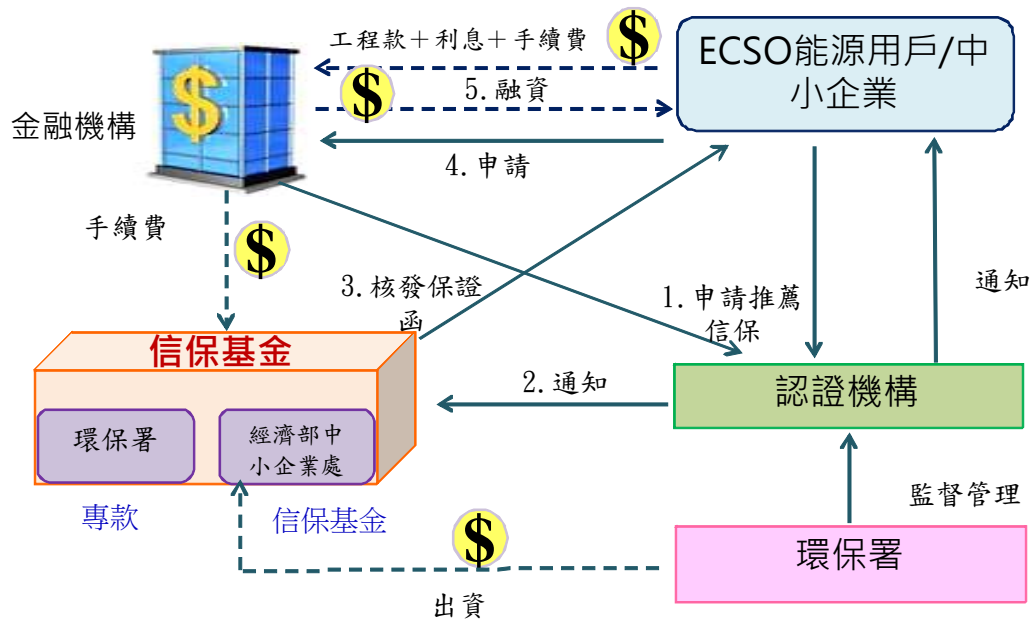 工程款＋利息＋手續費
$
ECSO能源用戶/中
小企業
$
5.融資
金融機構
$
4.申請
手續費
$
3.核發保證
函
1.申請推薦
信保
通知
信保基金
2.通知
認證機構
環保署
經濟部中
小企業處
專款
信保基金
監督管理
$
環保署
出資